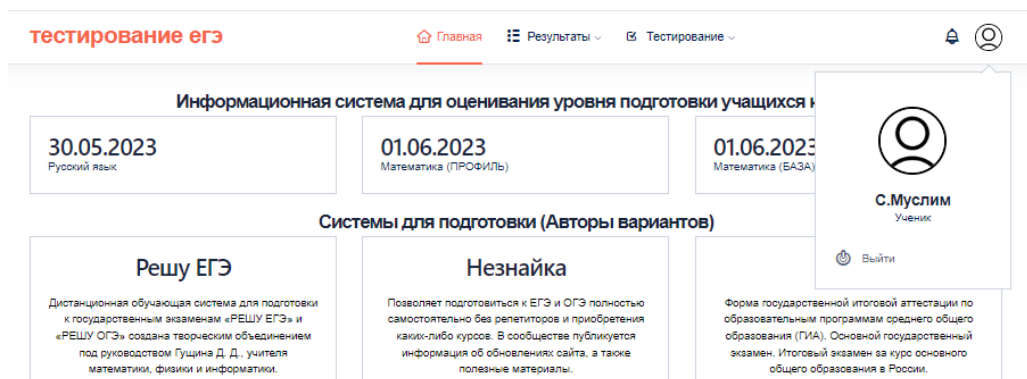 тестирование егэ
Главная
Результаты
Тестирование
Информационная система для оценивания уровня подготовки учащихся
30.05.2023
Русский язык
01.06.2023
Математика (ПРОФИЛЬ)
01.06.2023
Математика (БАЗА)
С.Муслим
Ученик
Выйти
Системы для подготовки (Авторы вариантов)
Решу ЕГЭ
Дистанционная обучающая система для подготовки
к государственным экзаменам «РЕШУ ЕГЭ» и
«РЕШУ ОГЭ» создана творческим объединением
под руководством Гущина Д. Д., учителя
математики, физики и информатики.
Незнайка
Позволяет подготовиться к ЕГЭ и ОГЭ полностью
самостоятельно без репетиторов и приобретения
каких-либо курсов. В сообществе публикуется
информация об обновлениях сайта, а также
полезные материалы.
Форма государственной итоговой аттестации по
образовательным программам среднего общего
образования (ГИА). Основной государственный
экзамен. Итоговый экзамен за курс основного
общего образования в России.